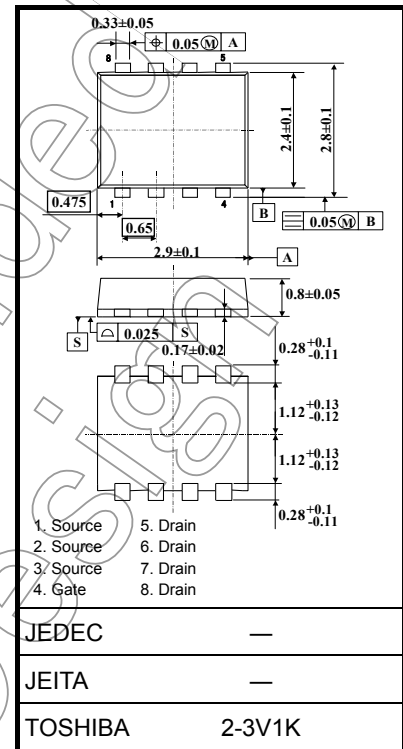 0.33±0.05
⌖ 0.05 Ⓜ A
8 5
2.4±0.1
2.8±0.1
0.475
1 4
B
0.05 Ⓜ B
0.65
2.9±0.1
A
0.8±0.05
S
⌓ 0.025 S
0.17±0.02
0.28 +0.1 -0.11
1.12 +0.13 -0.12
1.12 +0.13 -0.12
0.28 +0.1 -0.11
1. Source 5. Drain
2. Source 6. Drain
3. Source 7. Drain
4. Gate 8. Drain
JEDEC —
JEITA —
TOSHIBA 2-3V1K